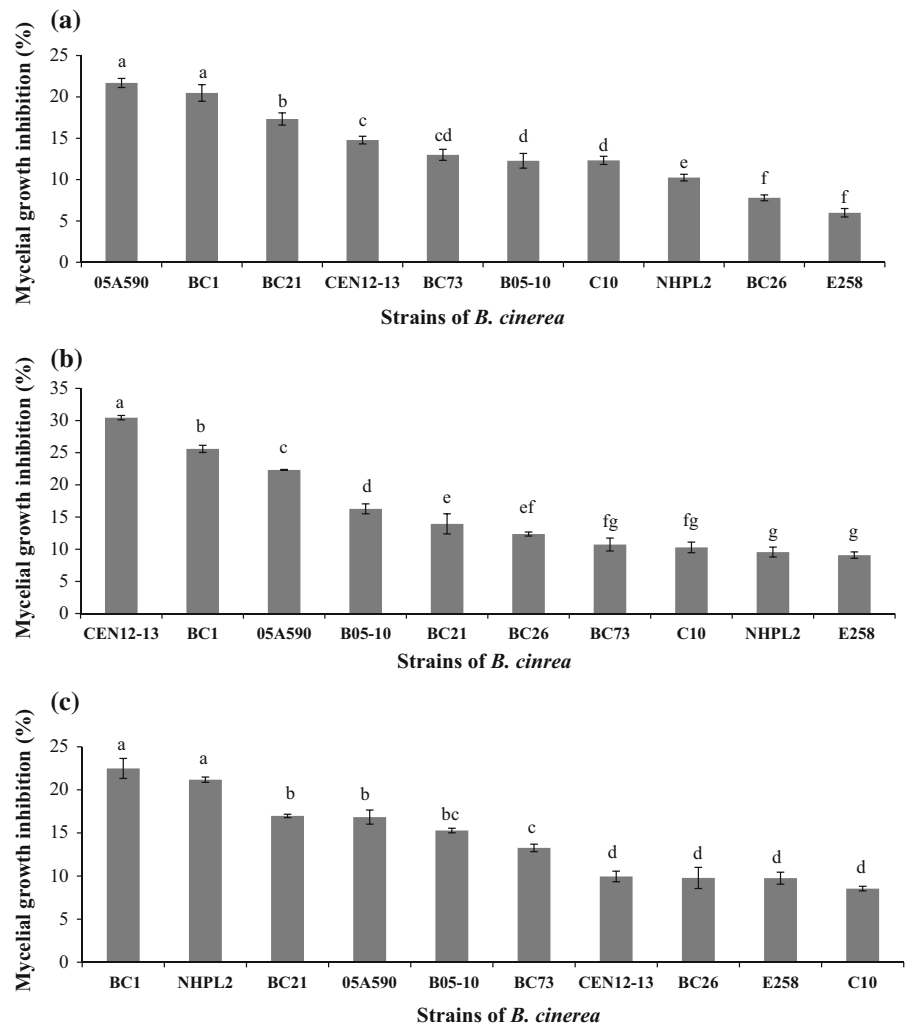 (a)
Mycelial growth inhibition (%)
25
20
15
10
5
0
a
a
b
c
cd
d
d
e
f
f
05A590 BC1 BC21 CEN12-13 BC73 B05-10 C10 NHPL2 BC26 E258
Strains of B. cinerea
(b)
Mycelial growth inhibition (%)
35
30
25
20
15
10
5
0
a
b
c
d
e
ef
fg
fg
g
g
CEN12-13 BC1 05A590 B05-10 BC21 BC26 BC73 C10 NHPL2 E258
Strains of B. cinrea
(c)
Mycelial growth inhibition (%)
25
20
15
10
5
0
a
a
b
b
bc
c
d
d
d
d
BC1 NHPL2 BC21 05A590 B05-10 BC73 CEN12-13 BC26 E258 C10
Strains of B. cinerea